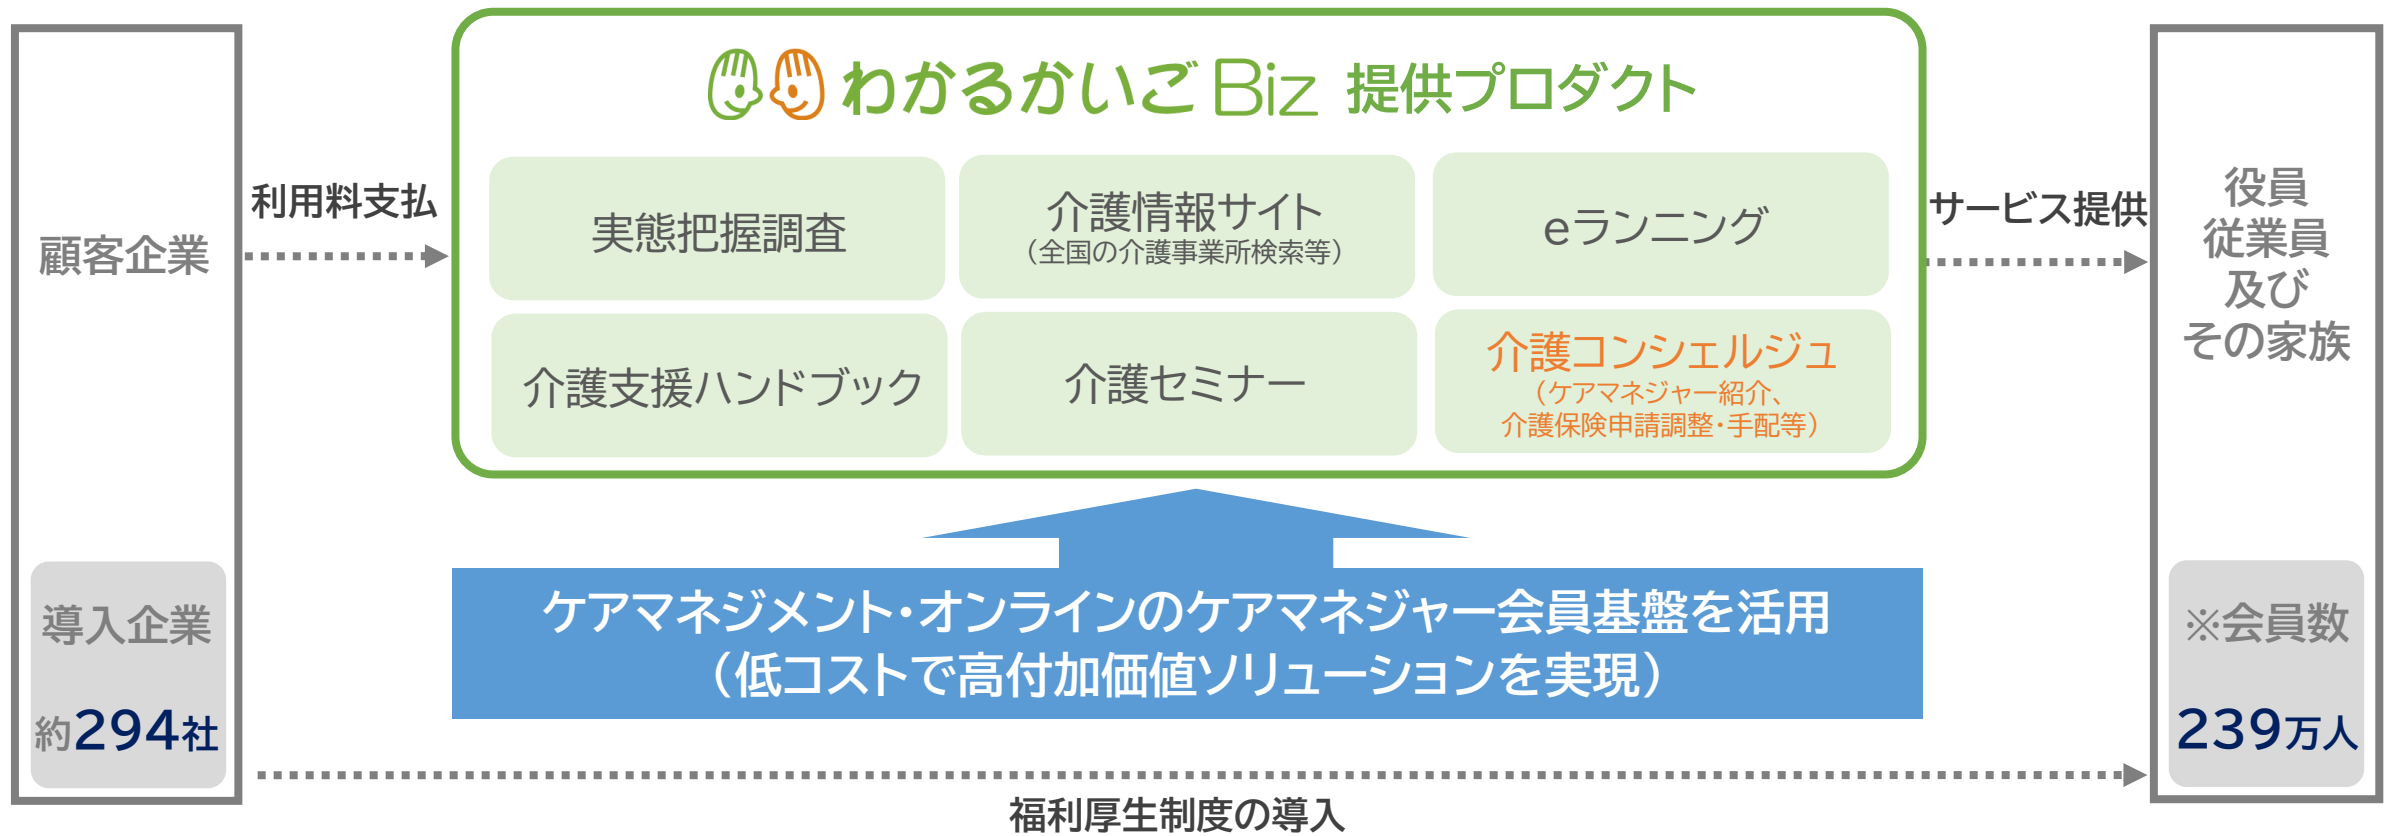 わかるかいごBiz 提供プロダクト
顧客企業
利用料支払
実態把握調査
介護情報サイト
（全国の介護事業所検索等）
eランニング
介護支援ハンドブック
介護セミナー
介護コンシェルジュ
（ケアマネジャー紹介、
介護保険申請調整・手配等）
サービス提供
役員
従業員
及び
その家族
ケアマネジメント・オンラインのケアマネジャー会員基盤を活用
（低コストで高付加価値ソリューションを実現）
導入企業
約294社
※会員数
239万人
福利厚生制度の導入